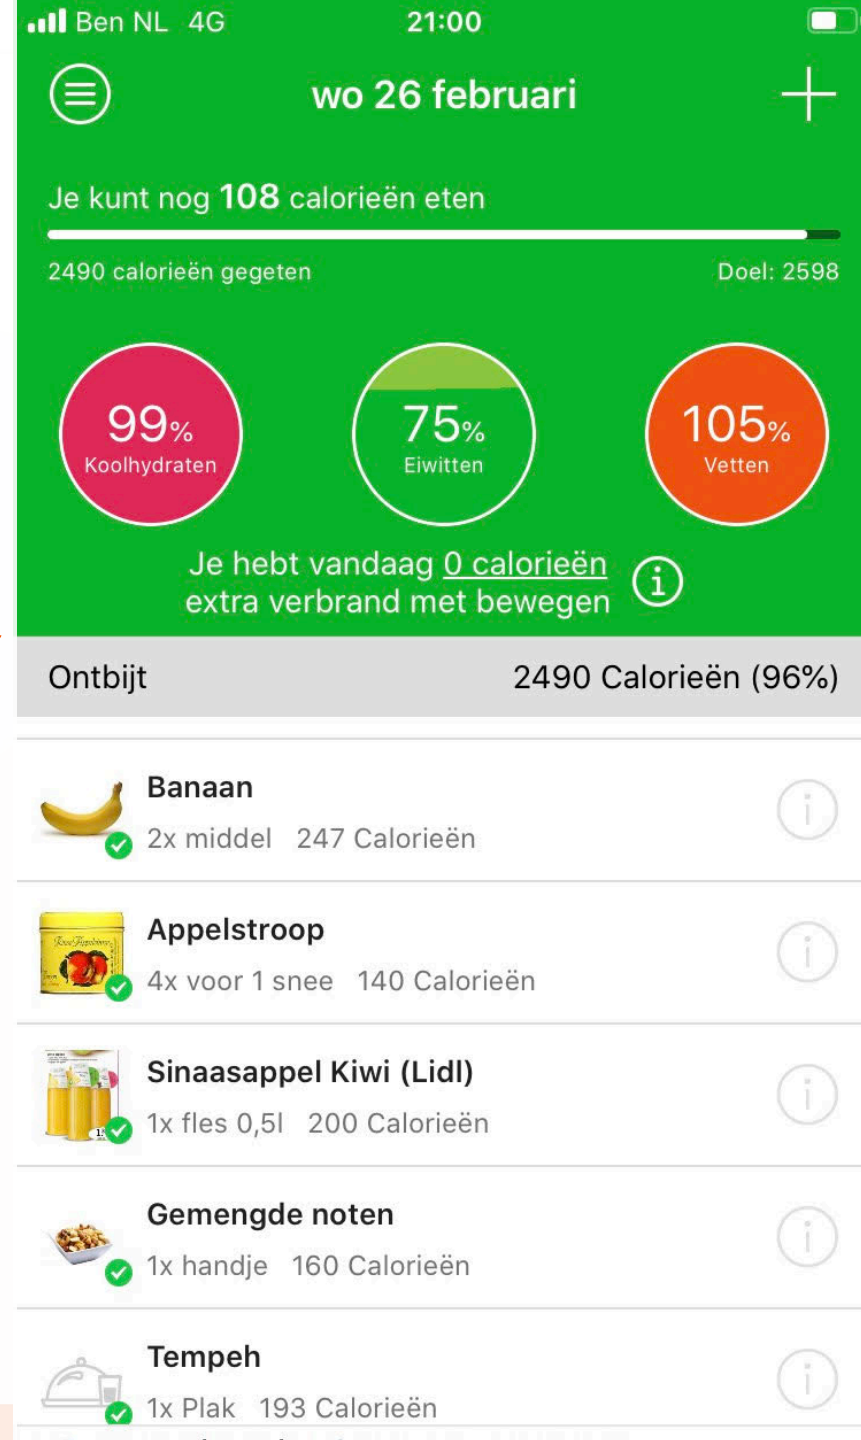 Ben NL 4G 21:00
wo 26 februari
Je kunt nog 108 calorieën eten
2490 calorieën gegeten Doel: 2598
99% 75% 105%
Koolhydraten Eiwitten Vetten
Je hebt vandaag 0 calorieën
extra verbrand met bewegen
Ontbijt 2490 Calorieën (96%)
Banaan
2x middel 247 Calorieën
Appelstroop
4x voor 1 snee 140 Calorieën
Sinaasappel Kiwi (Lidl)
1x fles 0,5l 200 Calorieën
Gemengde noten
1x handje 160 Calorieën
Tempeh
1x Plak 193 Calorieën